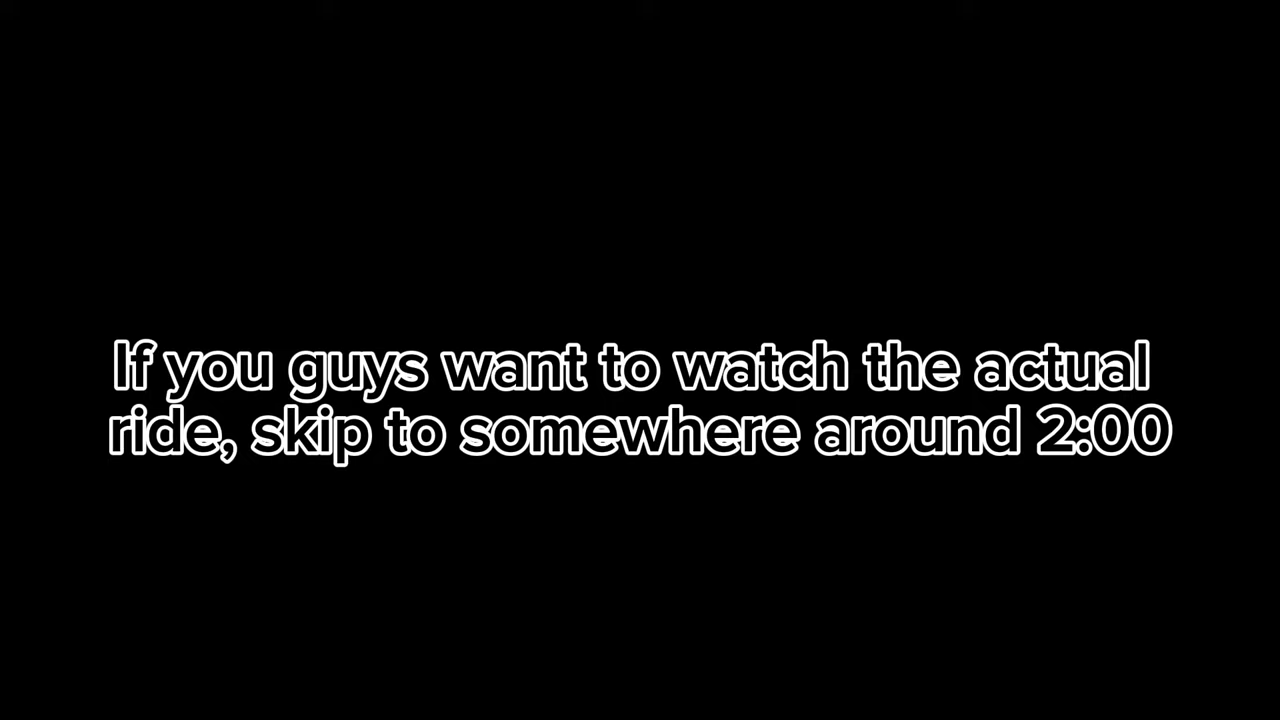 If you guys want to watch the actual
ride, skip to somewhere around 2:00